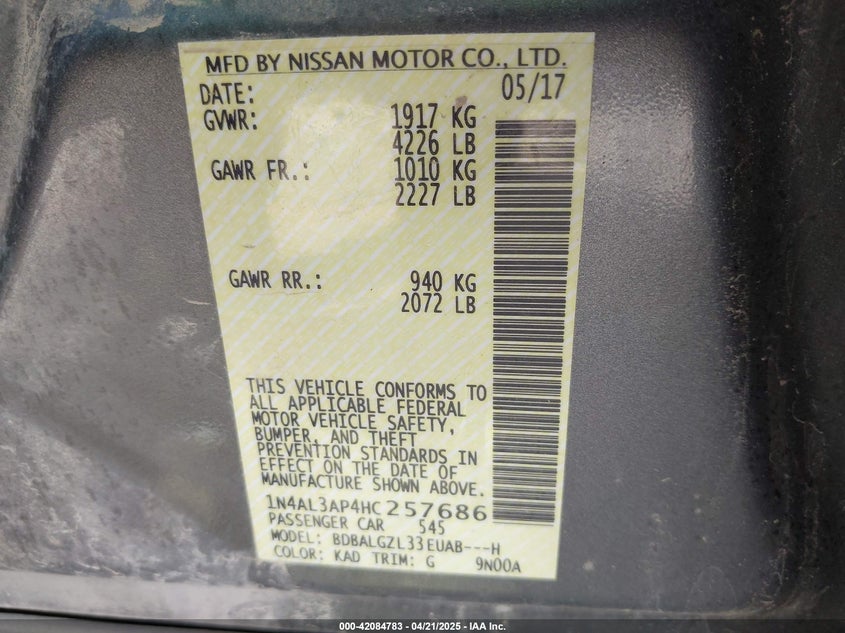 MFD BY NISSAN MOTOR CO., LTD.
DATE: 05/17
GVWR: 1917 KG
4226 LB
GAWR FR.: 1010 KG
2227 LB
GAWR RR.: 940 KG
2072 LB
THIS VEHICLE CONFORMS TO
ALL APPLICABLE FEDERAL
MOTOR VEHICLE SAFETY,
BUMPER, AND THEFT
PREVENTION STANDARDS IN
EFFECT ON THE DATE OF
MANUFACTURE SHOWN ABOVE.
1N4AL3AP4HC257686
PASSENGER CAR 545
MODEL: BDBALGZL33EUAB---H
COLOR: KAD TRIM: G 9N00A
000-42084783 - 04/21/2025 - IAA Inc.